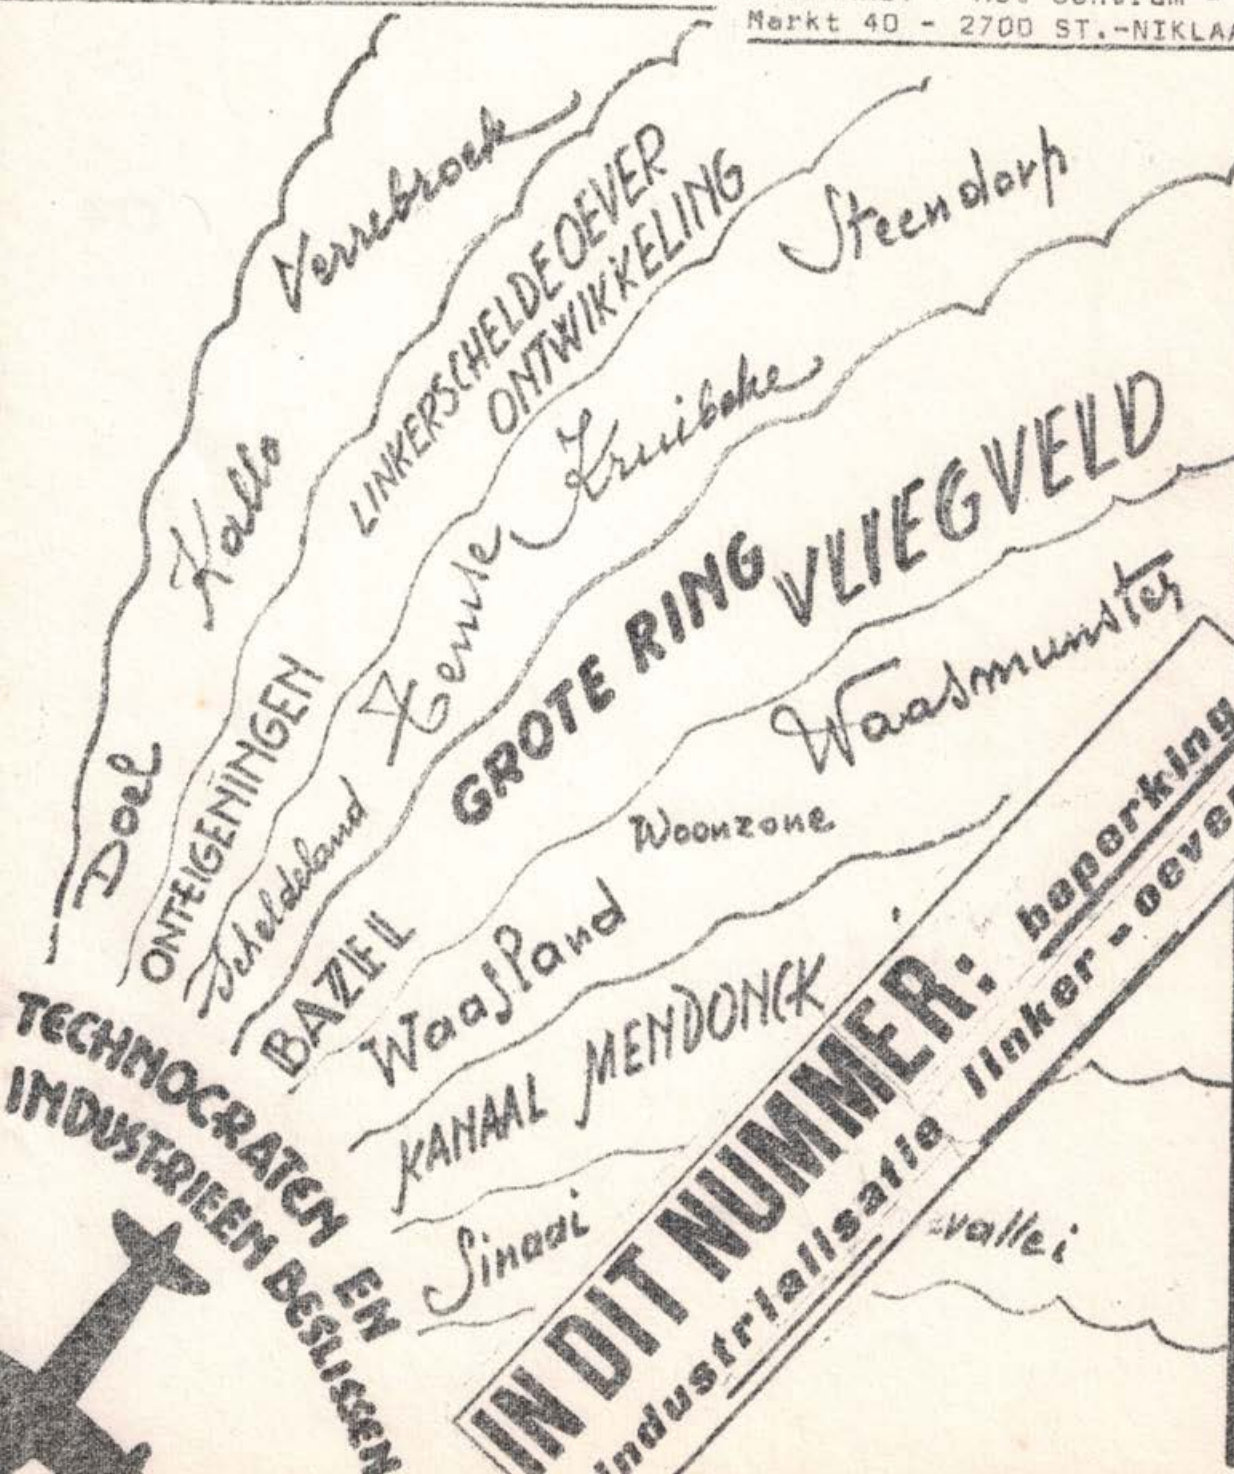 Markt 40 - 2700 ST.-NIKLAA
Verrebroek
Kallo
Doel
LINKERSCHELDEOEVER
ONTWIKKELING
ONTEIGENINGEN
Steendorp
Kruibeke
Temse
Scheldeland
VLIEGVELD
GROTE RING
BAZEL
Waasmunster
Woonzone
Waasland
KANAAL MENDONCK
Sinaai
vallei
TECHNOCRATEN EN
INDUSTRIEEN BESLISSEN
IN DIT NUMMER: beperking
industrialisatie linker-oever